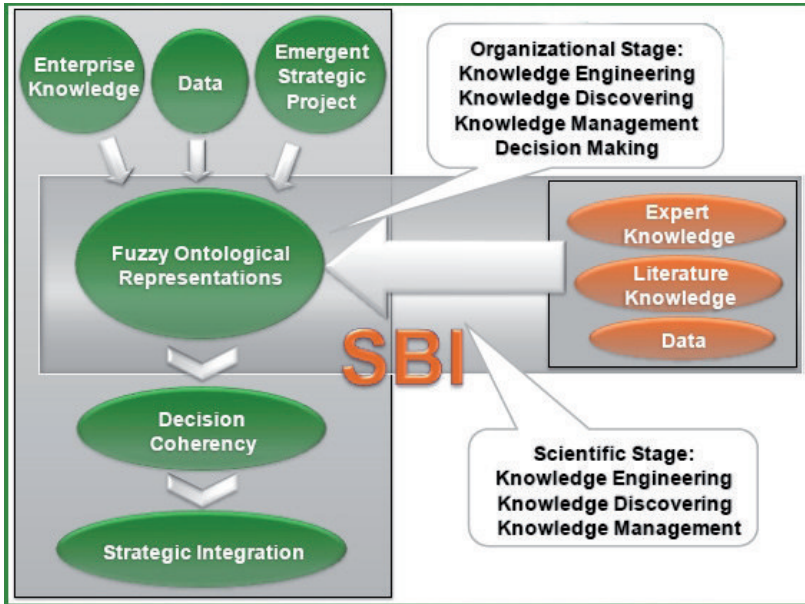 Enterprise
Knowledge
Data
Emergent
Strategic
Project
Organizational Stage:
Knowledge Engineering
Knowledge Discovering
Knowledge Management
Decision Making
Fuzzy Ontological
Representations
Expert
Knowledge
Literature
Knowledge
Data
SBI
Decision
Coherency
Scientific Stage:
Knowledge Engineering
Knowledge Discovering
Knowledge Management
Strategic Integration